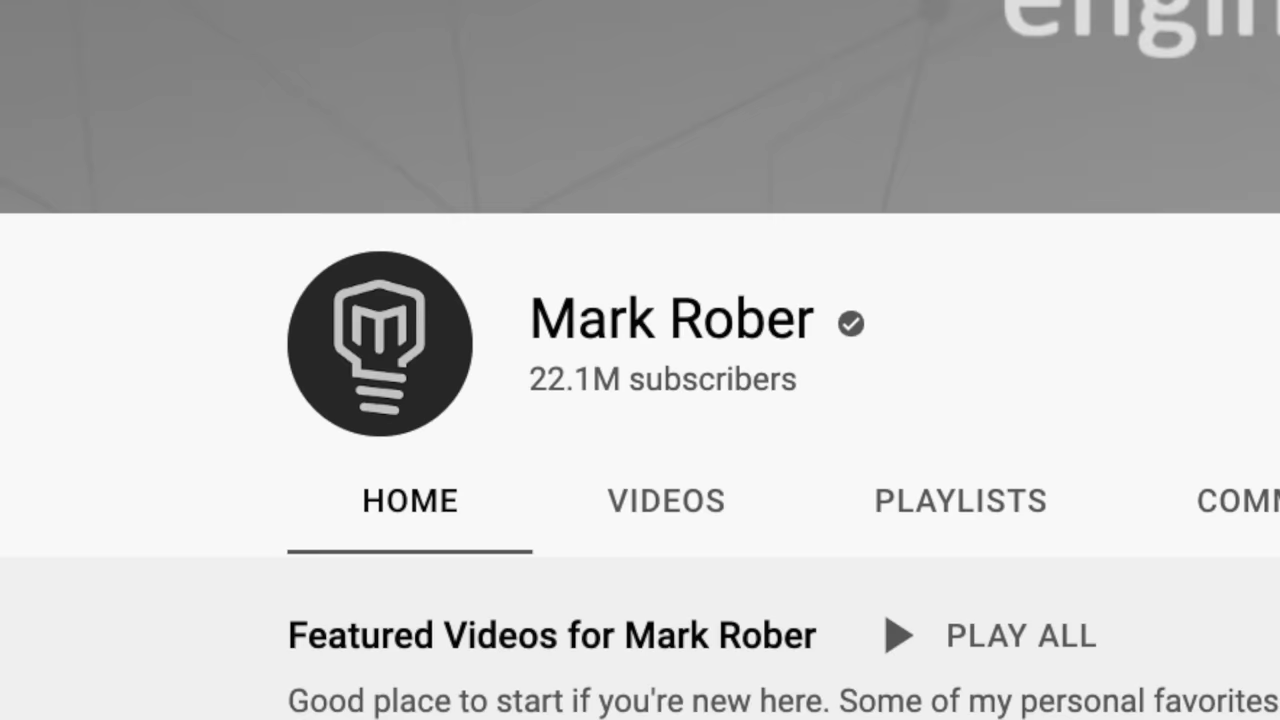 Mark Rober
22.1M subscribers
HOME VIDEOS PLAYLISTS
Featured Videos for Mark Rober PLAY ALL
Good place to start if you're new here. Some of my personal favorites